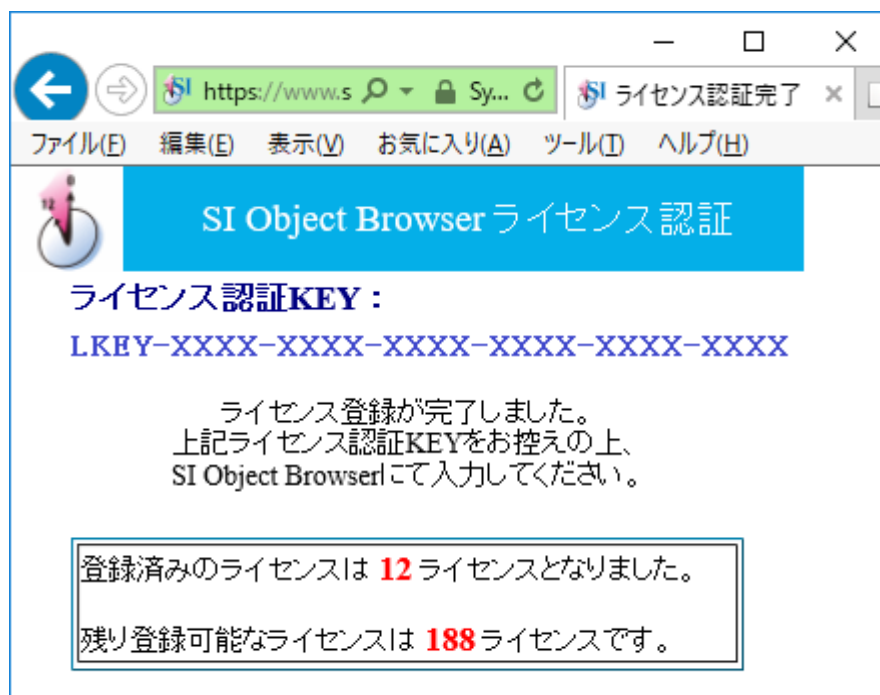 https://www.s
Sy...
ライセンス認証完了
ファイル(F) 編集(E) 表示(V) お気に入り(A) ツール(T) ヘルプ(H)
SI Object Browserライセンス認証
ライセンス認証KEY：
LKEY-XXXX-XXXX-XXXX-XXXX-XXXX-XXXX
ライセンス登録が完了しました。
上記ライセンス認証KEYをお控えの上、
SI Object Browserにて入力してください。
登録済みのライセンスは 12 ライセンスとなりました。
残り登録可能なライセンスは 188 ライセンスです。